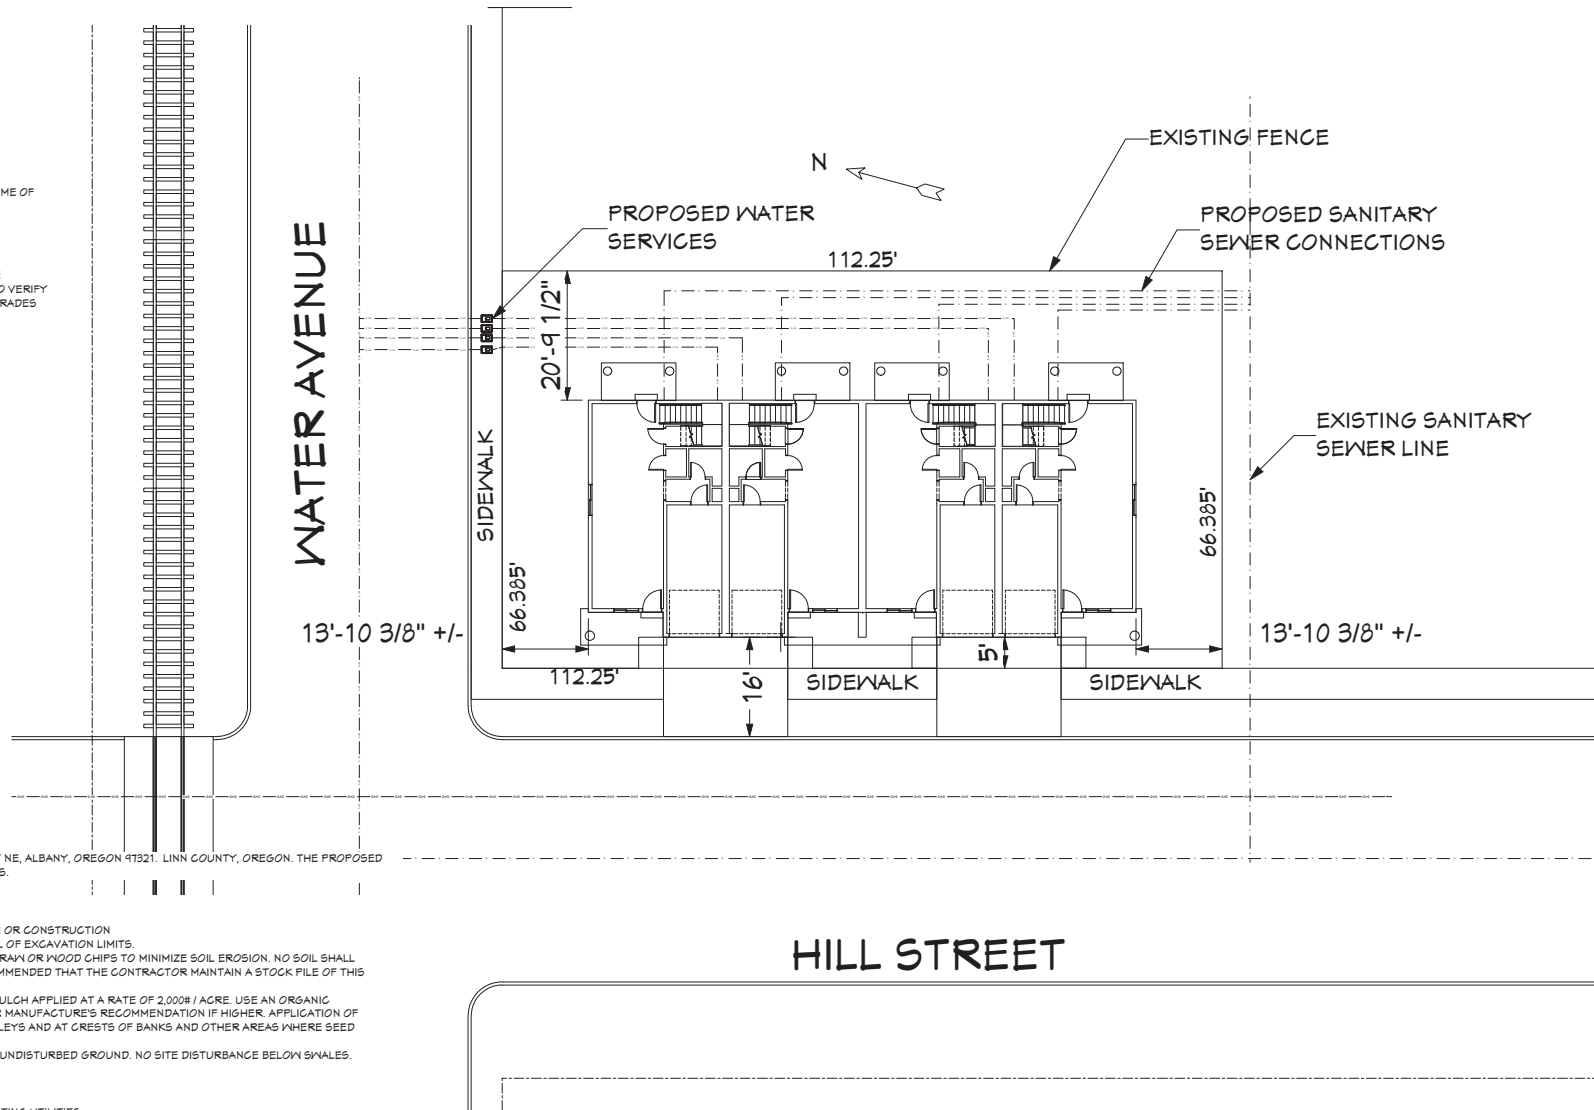 EXISTING FENCE
N
PROPOSED WATER
SERVICES
PROPOSED SANITARY
SEWER CONNECTIONS
112.25'
20'-9 1/2"
WATER AVENUE
SIDEWALK
EXISTING SANITARY
SEWER LINE
66.385'
66.385'
13'-10 3/8" +/-
13'-10 3/8" +/-
112.25'
16'
5'
SIDEWALK
SIDEWALK
HILL STREET
ME OF
O VERIFY
RADES
NE, ALBANY, OREGON 97321. LINN COUNTY, OREGON. THE PROPOSED
S.
OR CONSTRUCTION
OF EXCAVATION LIMITS.
RAW OR WOOD CHIPS TO MINIMIZE SOIL EROSION. NO SOIL SHALL
MMENDED THAT THE CONTRACTOR MAINTAIN A STOCK PILE OF THIS
ULCH APPLIED AT A RATE OF 2,000# / ACRE. USE AN ORGANIC
MANUFACTURE'S RECOMMENDATION IF HIGHER. APPLICATION OF
LEYS AND AT CRESTS OF BANKS AND OTHER AREAS WHERE SEED
UNDISTURBED GROUND. NO SITE DISTURBANCE BELOW SWALES.